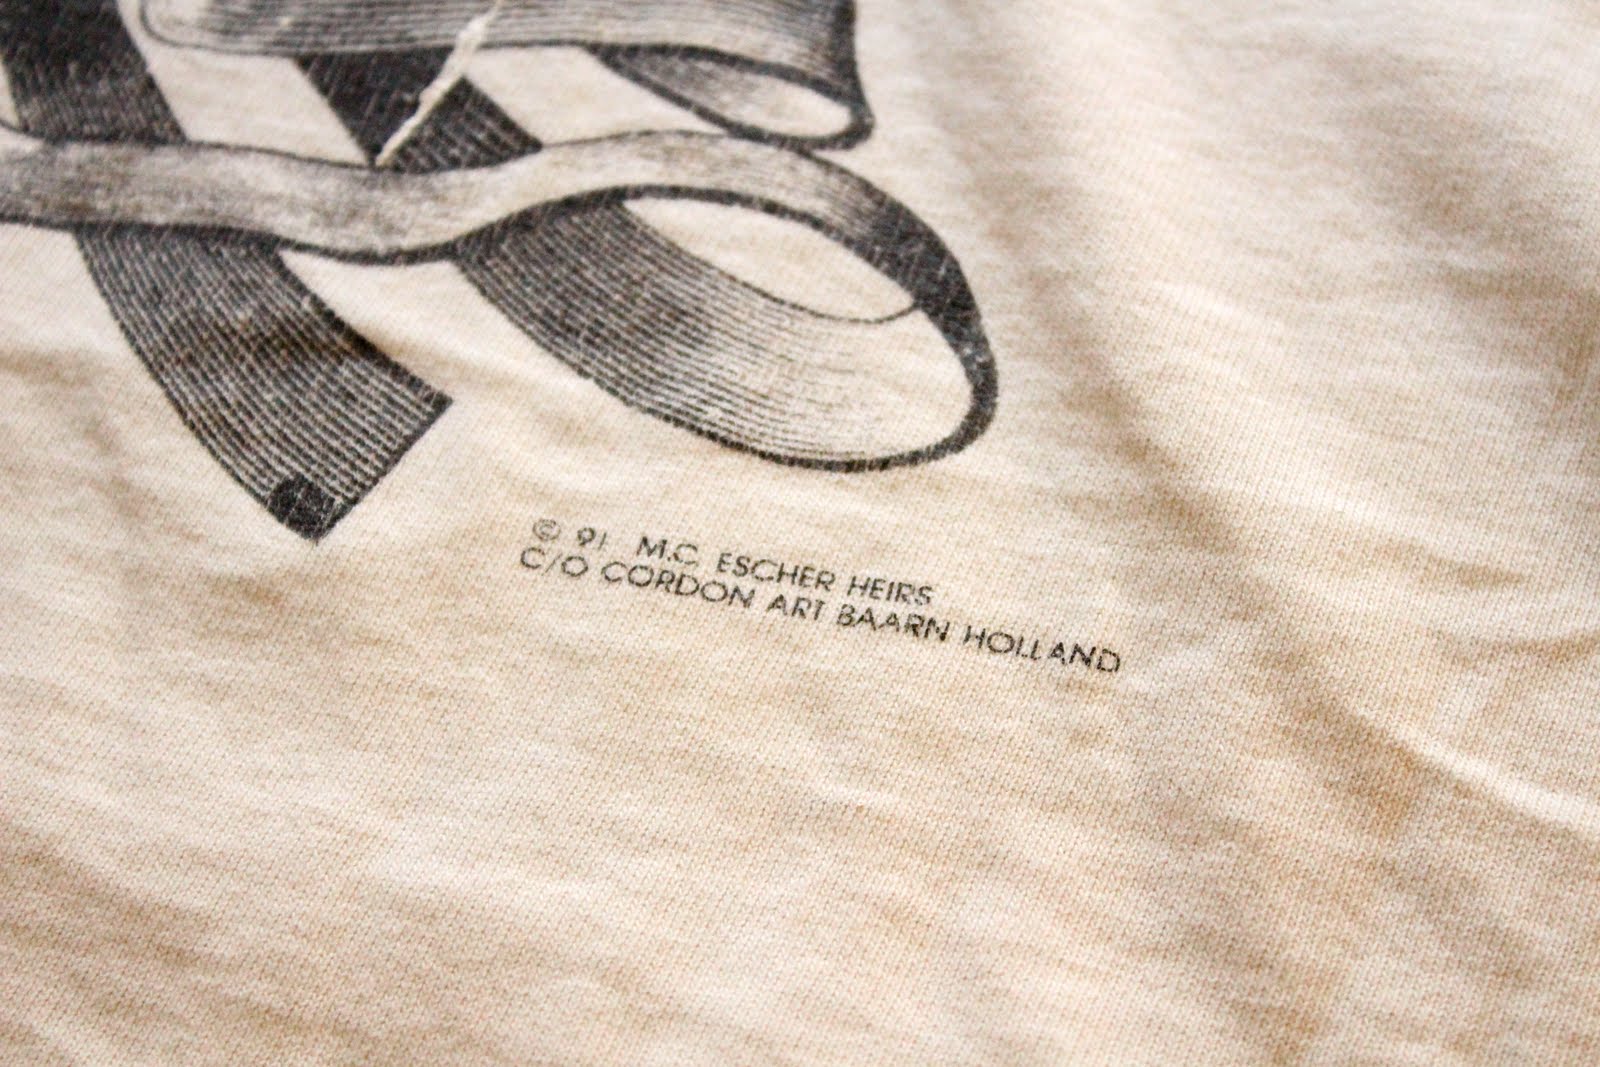 © 91 M.C. ESCHER HEIRS
C/O CORDON ART BAARN HOLLAND